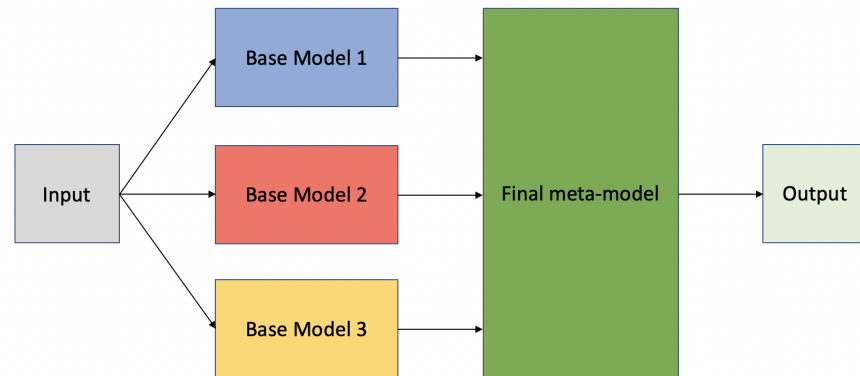 Base Model 1
Input
Base Model 2
Final meta-model
Output
Base Model 3